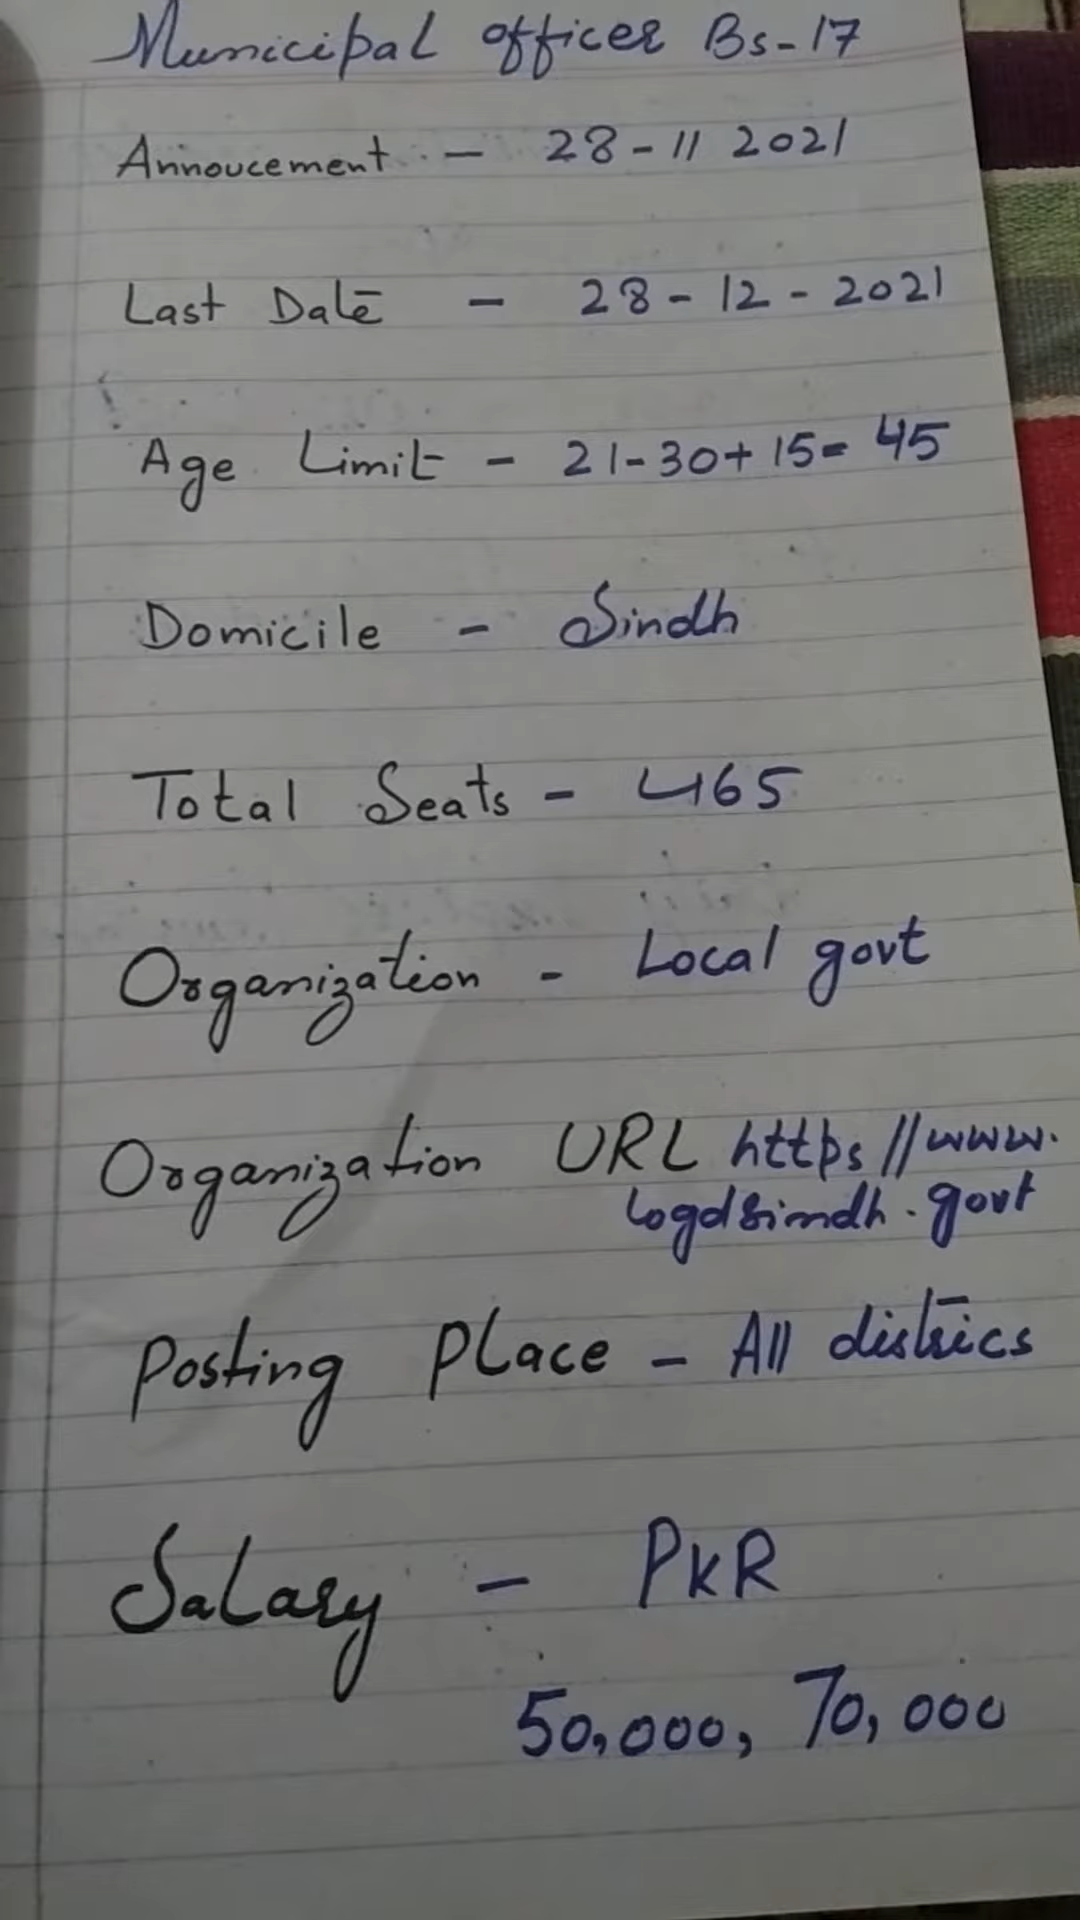 Municipal officer Bs-17
Annoucement - 28-11 2021
Last Date - 28-12-2021
Age Limit - 21-30+15= 45
Domicile - Sindh
Total Seats - 465
Organization - Local govt
Organization URL https//www.
logdsindh.govt
Posting Place - All districs
Salary - PKR
50,000, 70,000